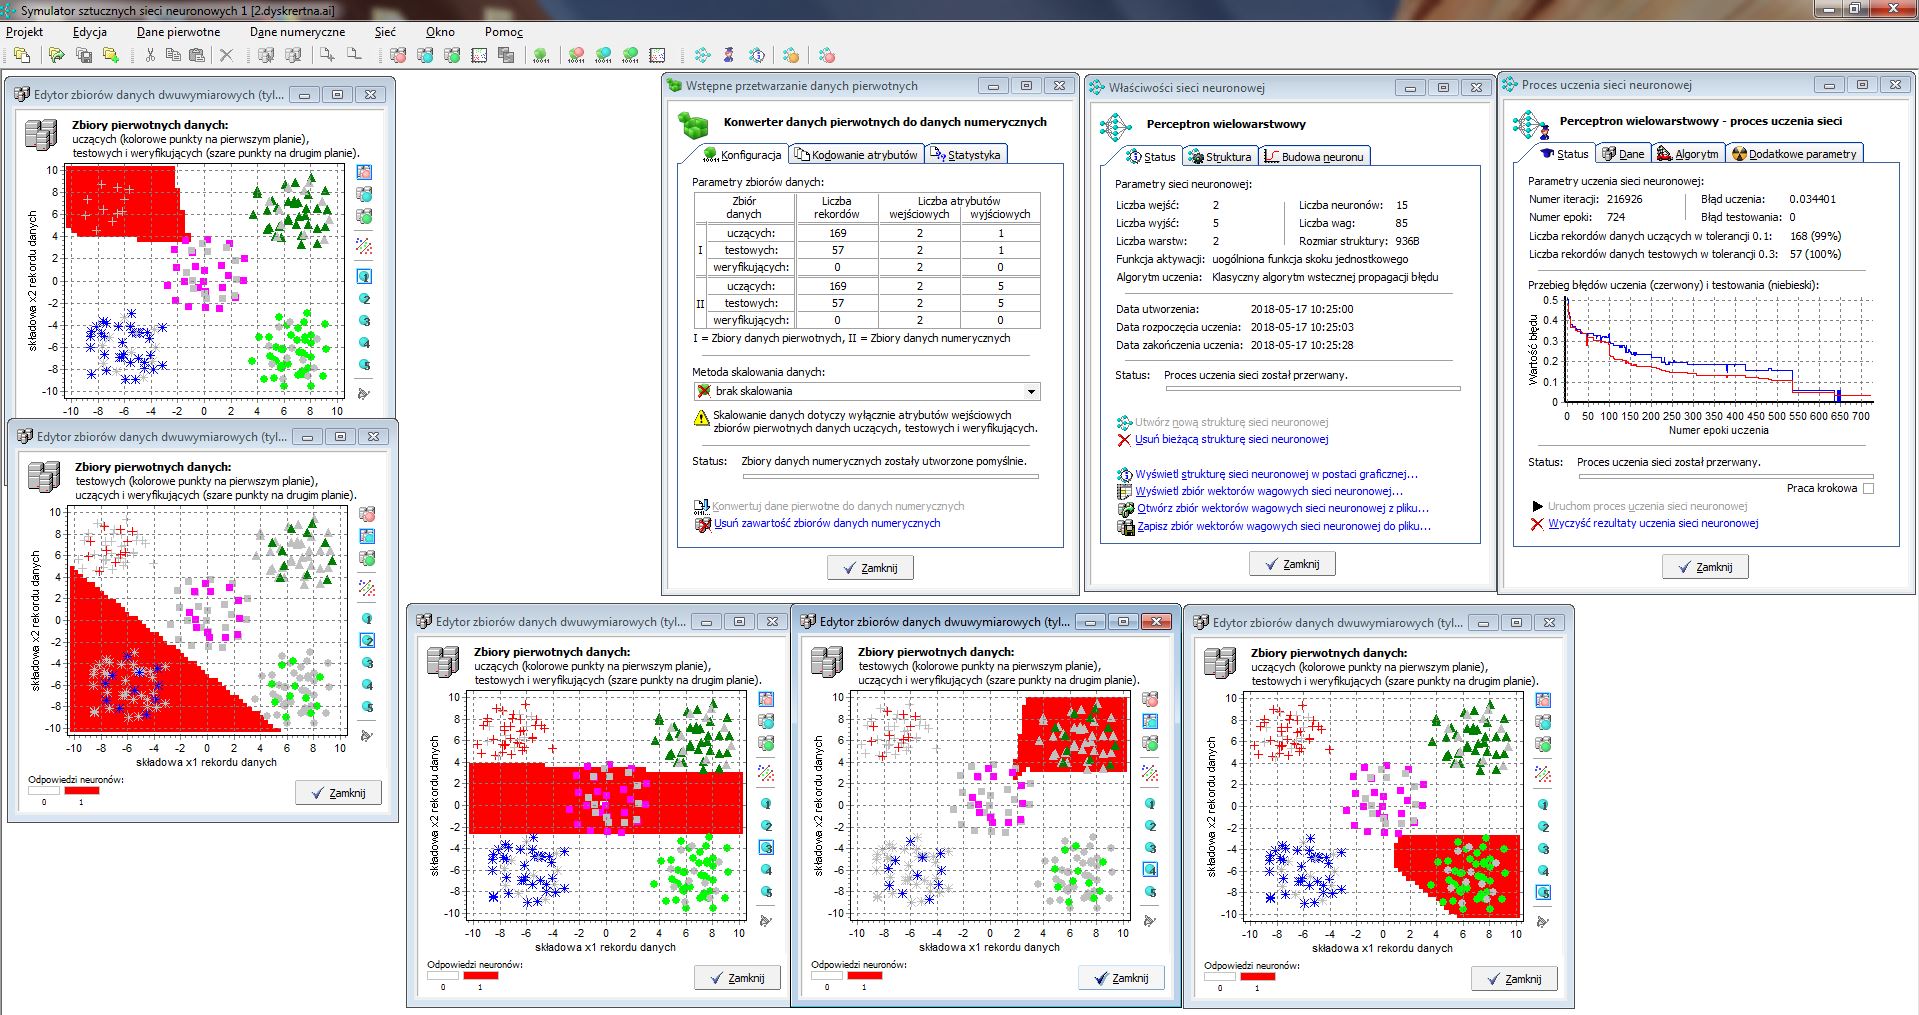 Symulator sztucznych sieci neuronowych 1 [2.dyskrertna.ai]
Projekt Edycja Dane pierwotne Dane numeryczne Sieć Okno Pomoc
Edytor zbiorów danych dwuwymiarowych (tyl...
Zbiory pierwotnych danych:
uczących (kolorowe punkty na pierwszym planie),
testowych i weryfikujących (szare punkty na drugim planie).
składowa x2 rekordu danych
10
8
6
4
2
0
-2
-4
-6
-8
-10
-10 -8 -6 -4 -2 0 2 4 6 8 10
1
2
3
4
5
Edytor zbiorów danych dwuwymiarowych (tyl...
Zbiory pierwotnych danych:
testowych (kolorowe punkty na pierwszym planie),
uczących i weryfikujących (szare punkty na drugim planie).
składowa x2 rekordu danych
10
8
6
4
2
0
-2
-4
-6
-8
-10
-10 -8 -6 -4 -2 0 2 4 6 8 10
składowa x1 rekordu danych
1
2
3
4
5
Odpowiedzi neuronów:
0 1
Zamknij
Wstępne przetwarzanie danych pierwotnych
Konwerter danych pierwotnych do danych numerycznych
Konfiguracja Kodowanie atrybutów Statystyka
Parametry zbiorów danych:
Zbiór danych Liczba rekordów Liczba atrybutów
wejściowych wyjściowych
I
uczących: 169 2 1
testowych: 57 2 1
weryfikujących: 0 2 0
II
uczących: 169 2 5
testowych: 57 2 5
weryfikujących: 0 2 0
I = Zbiory danych pierwotnych, II = Zbiory danych numerycznych
Metoda skalowania danych:
brak skalowania
Skalowanie danych dotyczy wyłącznie atrybutów wejściowych
zbiorów pierwotnych danych uczących, testowych i weryfikujących.
Status: Zbiory danych numerycznych zostały utworzone pomyślnie.
Konwertuj dane pierwotne do danych numerycznych
Usuń zawartość zbiorów danych numerycznych
Zamknij
Właściwości sieci neuronowej
Perceptron wielowarstwowy
Status Struktura Budowa neuronu
Parametry sieci neuronowej:
Liczba wejść: 2 Liczba neuronów: 15
Liczba wyjść: 5 Liczba wag: 85
Liczba warstw: 2 Rozmiar struktury: 936B
Funkcja aktywacji: uogólniona funkcja skoku jednostkowego
Algorytm uczenia: Klasyczny algorytm wstecznej propagacji błędu
Data utworzenia: 2018-05-17 10:25:00
Data rozpoczęcia uczenia: 2018-05-17 10:25:03
Data zakończenia uczenia: 2018-05-17 10:25:28
Status: Proces uczenia sieci został przerwany.
Utwórz nową strukturę sieci neuronowej
Usuń bieżącą strukturę sieci neuronowej
Wyświetl strukturę sieci neuronowej w postaci graficznej...
Wyświetl zbiór wektorów wagowych sieci neuronowej...
Otwórz zbiór wektorów wagowych sieci neuronowej z pliku...
Zapisz zbiór wektorów wagowych sieci neuronowej do pliku...
Zamknij
Proces uczenia sieci neuronowej
Perceptron wielowarstwowy - proces uczenia sieci
Status Dane Algorytm Dodatkowe parametry
Parametry uczenia sieci neuronowej:
Numer iteracji: 216926 Błąd uczenia: 0.034401
Numer epoki: 724 Błąd testowania: 0
Liczba rekordów danych uczących w tolerancji 0.1: 168 (99%)
Liczba rekordów danych testowych w tolerancji 0.3: 57 (100%)
Przebieg błędów uczenia (czerwony) i testowania (niebieski):
Wartość błędu
0.5
0.4
0.3
0.2
0.1
0
0 50 100 150 200 250 300 350 400 450 500 550 600 650 700
Numer epoki uczenia
Status: Proces uczenia sieci został przerwany.
Praca krokowa
Uruchom proces uczenia sieci neuronowej
Wyczyść rezultaty uczenia sieci neuronowej
Zamknij
Edytor zbiorów danych dwuwymiarowych (tyl...
Zbiory pierwotnych danych:
uczących (kolorowe punkty na pierwszym planie),
testowych i weryfikujących (szare punkty na drugim planie).
składowa x2 rekordu danych
10
8
6
4
2
0
-2
-4
-6
-8
-10
-10 -8 -6 -4 -2 0 2 4 6 8 10
składowa x1 rekordu danych
1
2
3
4
5
Odpowiedzi neuronów:
0 1
Zamknij
Edytor zbiorów danych dwuwymiarowych (tyl...
Zbiory pierwotnych danych:
testowych (kolorowe punkty na pierwszym planie),
uczących i weryfikujących (szare punkty na drugim planie).
składowa x2 rekordu danych
10
8
6
4
2
0
-2
-4
-6
-8
-10
-10 -8 -6 -4 -2 0 2 4 6 8 10
składowa x1 rekordu danych
1
2
3
4
5
Odpowiedzi neuronów:
0 1
Zamknij
Edytor zbiorów danych dwuwymiarowych (tyl...
Zbiory pierwotnych danych:
uczących (kolorowe punkty na pierwszym planie),
testowych i weryfikujących (szare punkty na drugim planie).
składowa x2 rekordu danych
10
8
6
4
2
0
-2
-4
-6
-8
-10
-10 -8 -6 -4 -2 0 2 4 6 8 10
składowa x1 rekordu danych
1
2
3
4
5
Odpowiedzi neuronów:
0 1
Zamknij